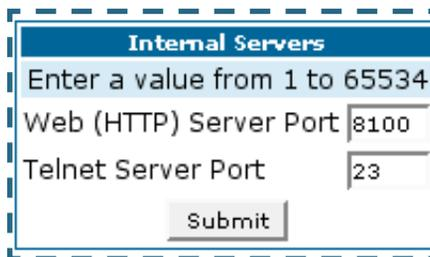 Internal Servers
Enter a value from 1 to 65534
Web (HTTP) Server Port 8100
Telnet Server Port 23
Submit